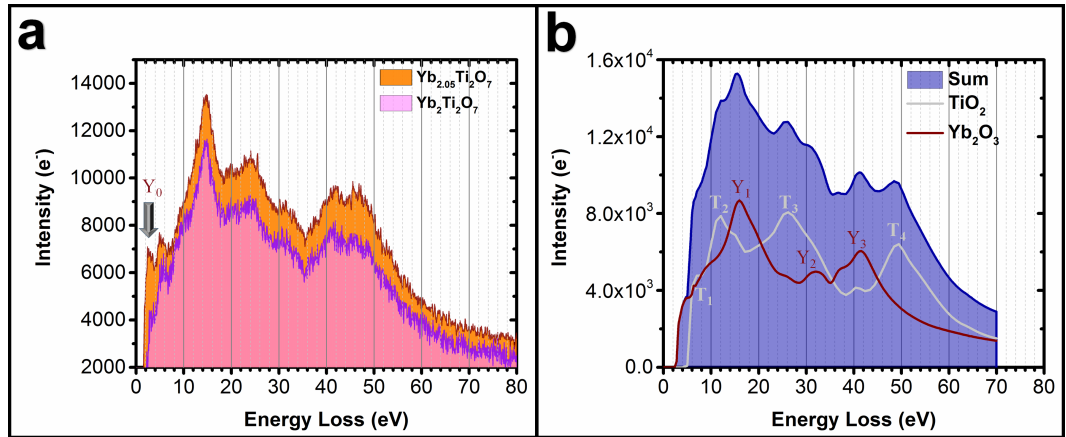 a
Yb2.05Ti2O7
Yb2Ti2O7
Y0
14000
12000
10000
8000
6000
4000
2000
Intensity (e-)
0 10 20 30 40 50 60 70 80
Energy Loss (eV)
b
Sum
TiO2
Yb2O3
1.6x10^4
1.2x10^4
8.0x10^3
4.0x10^3
0.0
Intensity (e-)
T1
T2
Y1
T3
Y2
Y3
T4
0 10 20 30 40 50 60 70 80
Energy Loss (eV)